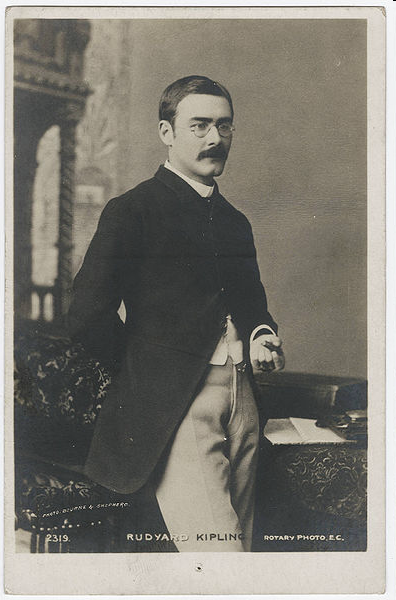 PHOTO. BOURNE & SHEPHERD.
2319. RUDYARD KIPLING ROTARY PHOTO, E.C.